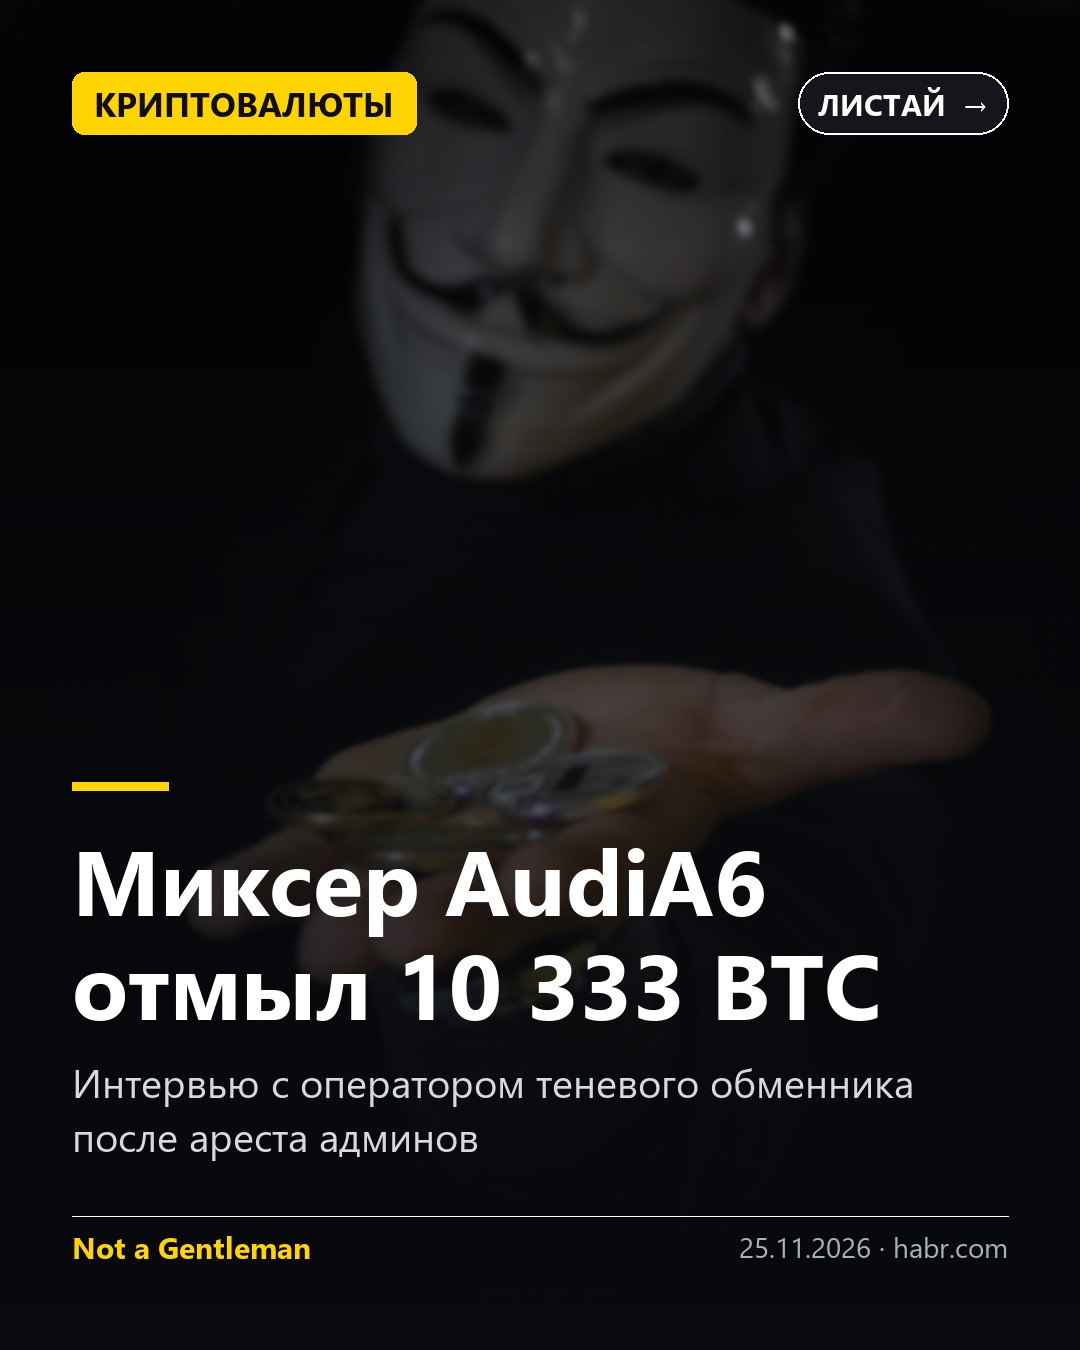 КРИПТОВАЛЮТЫ
ЛИСТАЙ →
Миксер AudiA6
отмыл 10 333 BTC
Интервью с оператором теневого обменника
после ареста админов
Not a Gentleman
25.11.2026 · habr.com